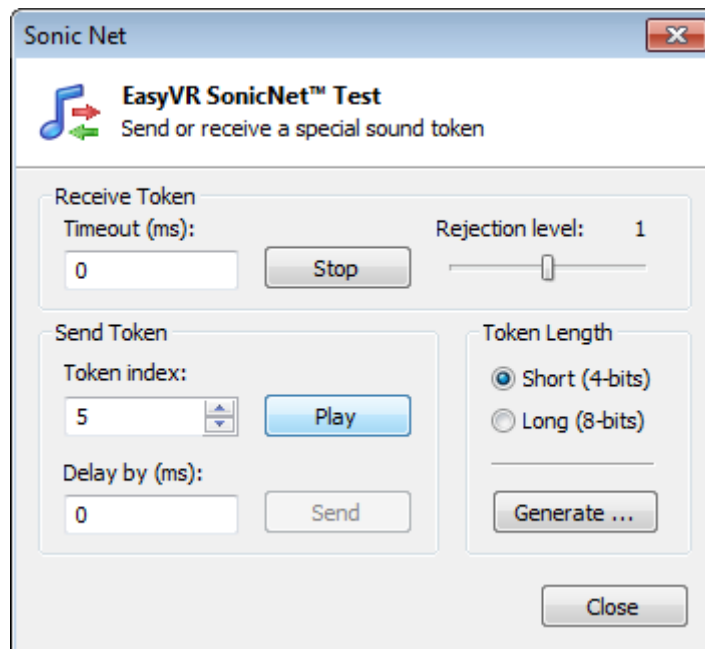 Sonic Net
EasyVR SonicNet™ Test
Send or receive a special sound token
Receive Token
Timeout (ms):
0
Stop
Rejection level: 1
Send Token
Token index:
5
Play
Delay by (ms):
0
Send
Token Length
Short (4-bits)
Long (8-bits)
Generate ...
Close